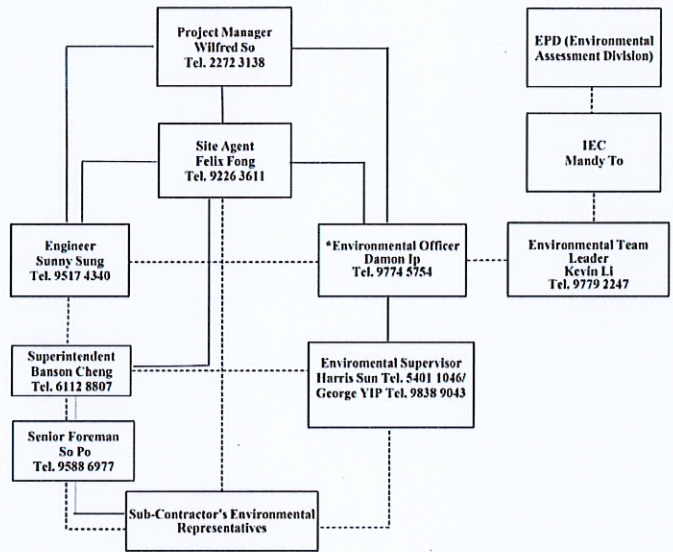 Project Manager
Wilfred So
Tel. 2272 3138
EPD (Environmental
Assessment Division)
Site Agent
Felix Fong
Tel. 9226 3611
IEC
Mandy To
Engineer
Sunny Sung
Tel. 9517 4340
*Environmental Officer
Damon Ip
Tel. 9774 5754
Environmental Team
Leader
Kevin Li
Tel. 9779 2247
Superintendent
Banson Cheng
Tel. 6112 8807
Enviromental Supervisor
Harris Sun Tel. 5401 1046/
George YIP Tel. 9838 9043
Senior Foreman
So Po
Tel. 9588 6977
Sub-Contractor's Environmental
Representatives